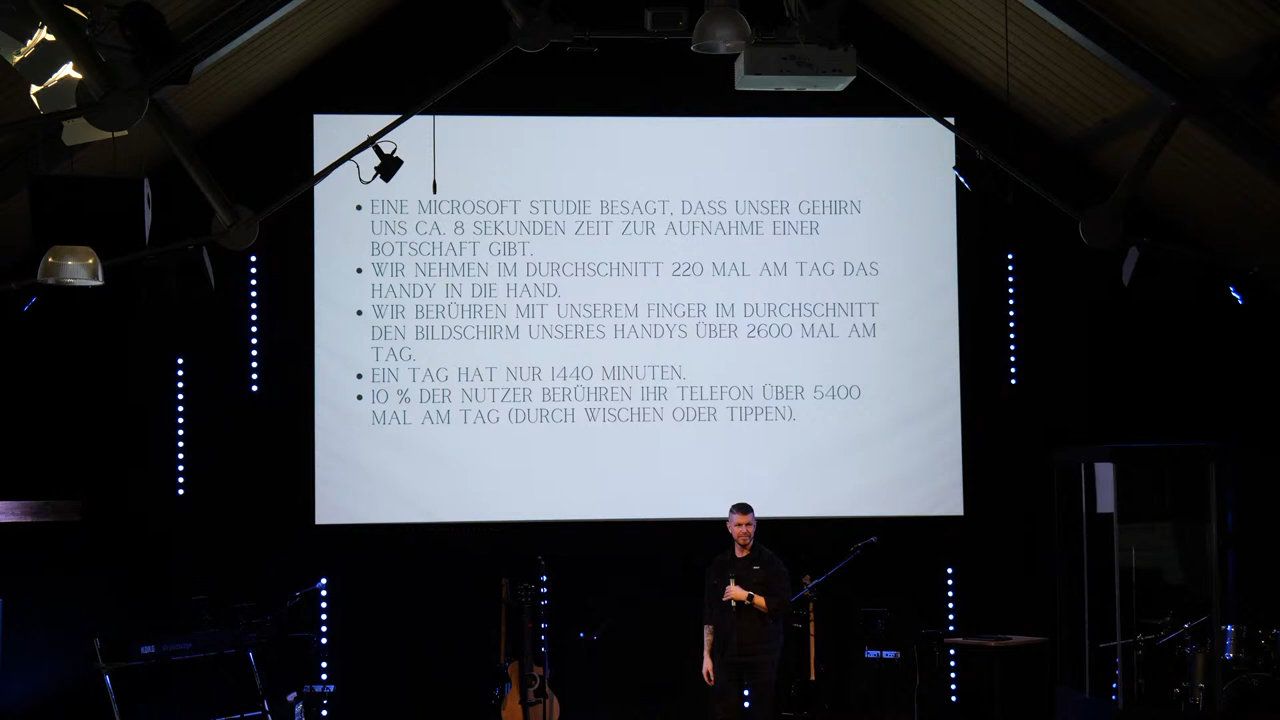 • EINE MICROSOFT STUDIE BESAGT, DASS UNSER GEHIRN
UNS CA. 8 SEKUNDEN ZEIT ZUR AUFNAHME EINER
BOTSCHAFT GIBT.
• WIR NEHMEN IM DURCHSCHNITT 220 MAL AM TAG DAS
HANDY IN DIE HAND.
• WIR BERÜHREN MIT UNSEREM FINGER IM DURCHSCHNITT
DEN BILDSCHIRM UNSERES HANDYS ÜBER 2600 MAL AM
TAG.
• EIN TAG HAT NUR 1440 MINUTEN.
• 10 % DER NUTZER BERÜHREN IHR TELEFON ÜBER 5400
MAL AM TAG (DURCH WISCHEN ODER TIPPEN).
KORG